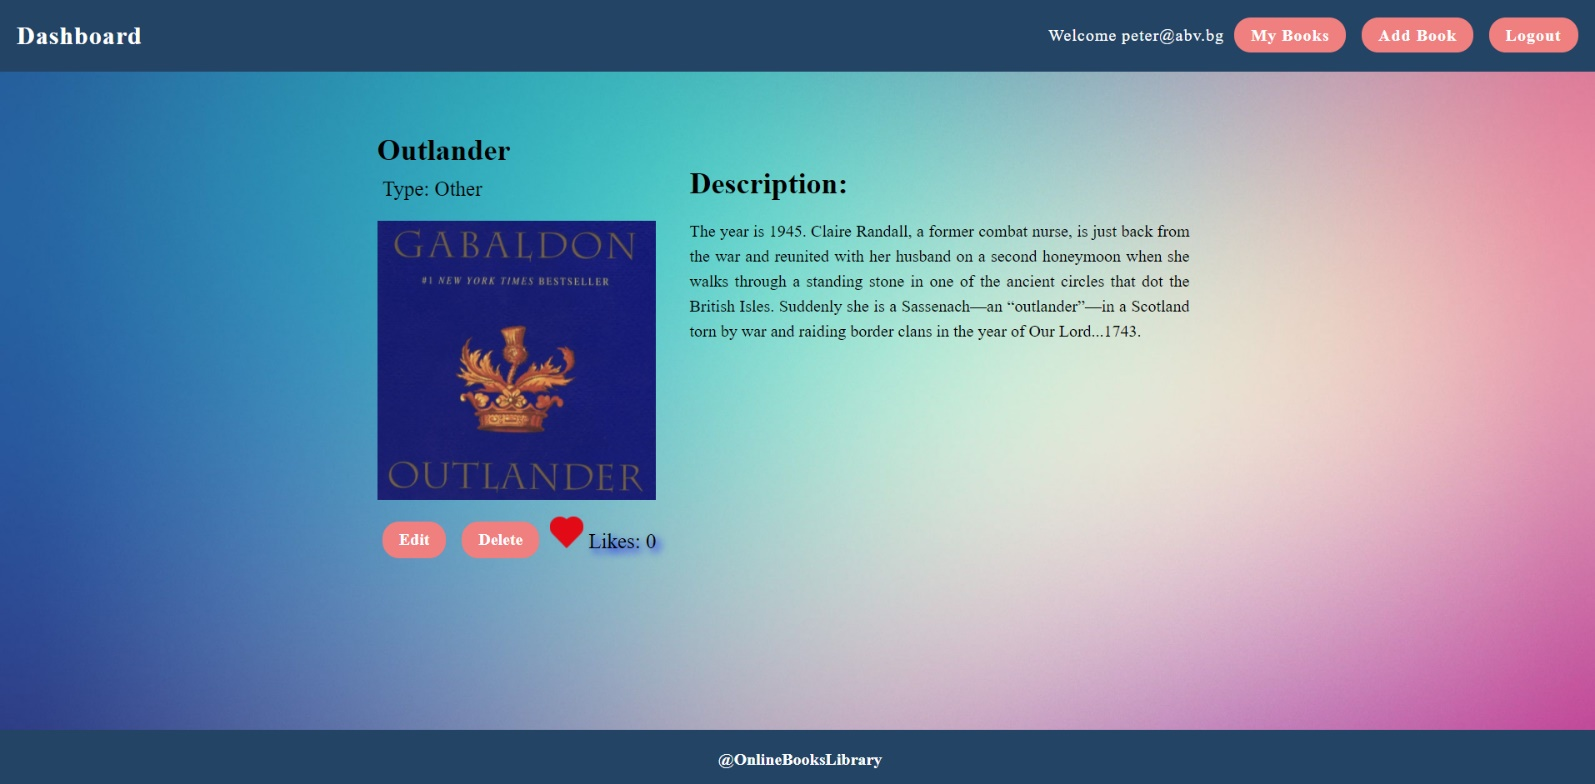 Dashboard
Welcome peter@abv.bg
My Books
Add Book
Logout
Outlander
Type: Other
GABALDON
#1 NEW YORK TIMES BESTSELLER
OUTLANDER
Edit
Delete
Likes: 0
Description:
The year is 1945. Claire Randall, a former combat nurse, is just back from
the war and reunited with her husband on a second honeymoon when she
walks through a standing stone in one of the ancient circles that dot the
British Isles. Suddenly she is a Sassenach—an “outlander”—in a Scotland
torn by war and raiding border clans in the year of Our Lord...1743.
@OnlineBooksLibrary